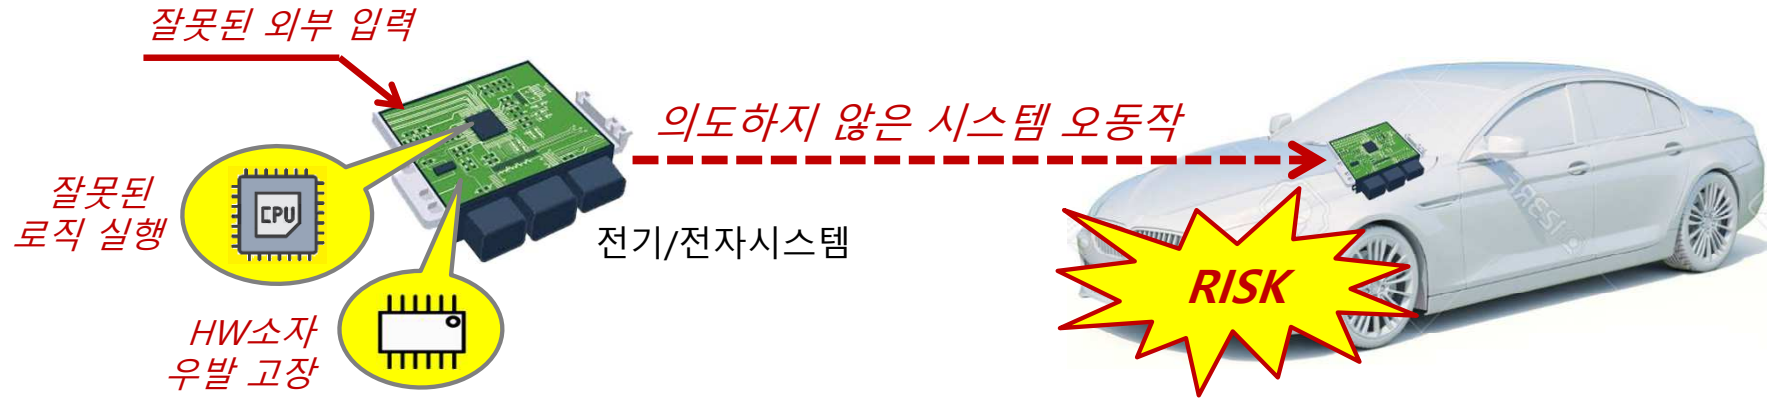 잘못된 외부 입력
의도하지 않은 시스템 오동작
잘못된
로직 실행
CPU
전기/전자시스템
RISK
HW소자
우발 고장